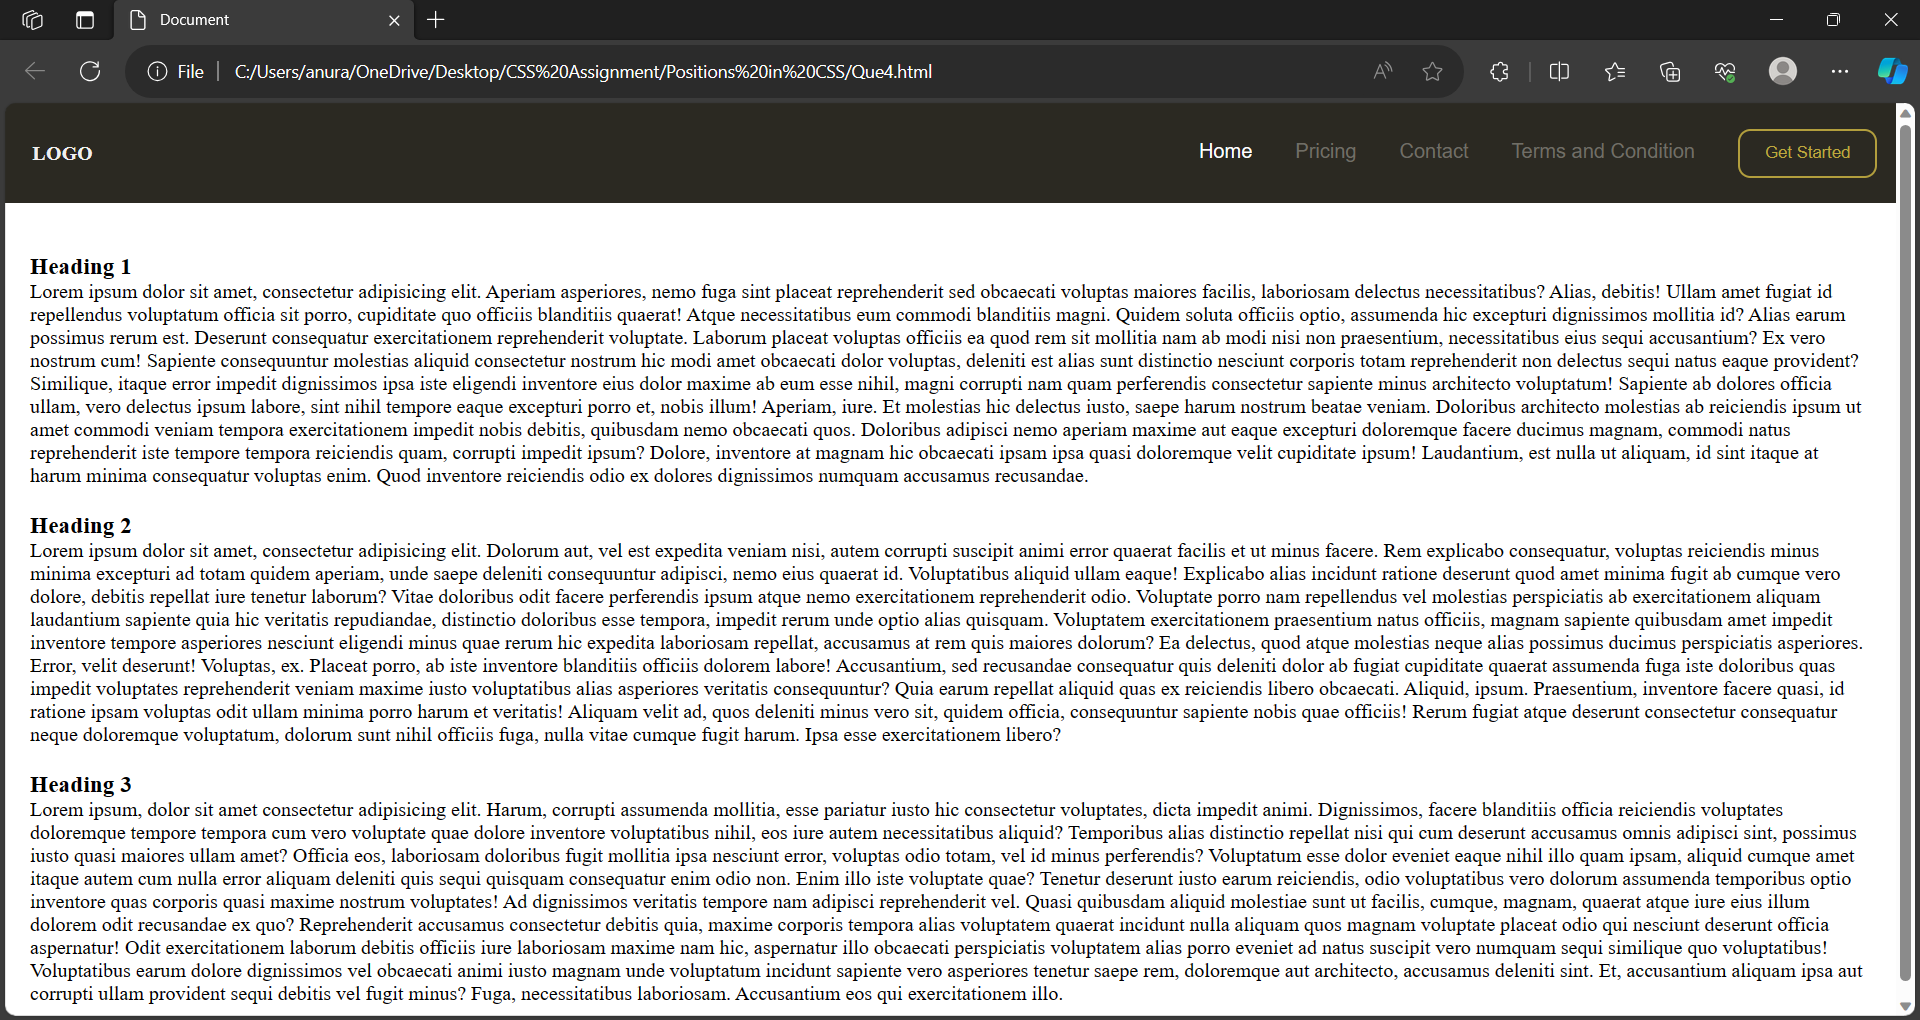 Document
File
C:/Users/anura/OneDrive/Desktop/CSS%20Assignment/Positions%20in%20CSS/Que4.html
LOGO
Home
Pricing
Contact
Terms and Condition
Get Started
Heading 1
Lorem ipsum dolor sit amet, consectetur adipisicing elit. Aperiam asperiores, nemo fuga sint placeat reprehenderit sed obcaecati voluptas maiores facilis, laboriosam delectus necessitatibus? Alias, debitis! Ullam amet fugiat id
repellendus voluptatum officia sit porro, cupiditate quo officiis blanditiis quaerat! Atque necessitatibus eum commodi blanditiis magni. Quidem soluta officiis optio, assumenda hic excepturi dignissimos mollitia id? Alias earum
possimus rerum est. Deserunt consequatur exercitationem reprehenderit voluptate. Laborum placeat voluptas officiis ea quod rem sit mollitia nam ab modi nisi non praesentium, necessitatibus eius sequi accusantium? Ex vero
nostrum cum! Sapiente consequuntur molestias aliquid consectetur nostrum hic modi amet obcaecati dolor voluptas, deleniti est alias sunt distinctio nesciunt corporis totam reprehenderit non delectus sequi natus eaque provident?
Similique, itaque error impedit dignissimos ipsa iste eligendi inventore eius dolor maxime ab eum esse nihil, magni corrupti nam quam perferendis consectetur sapiente minus architecto voluptatum! Sapiente ab dolores officia
ullam, vero delectus ipsum labore, sint nihil tempore eaque excepturi porro et, nobis illum! Aperiam, iure. Et molestias hic delectus iusto, saepe harum nostrum beatae veniam. Doloribus architecto molestias ab reiciendis ipsum ut
amet commodi veniam tempora exercitationem impedit nobis debitis, quibusdam nemo obcaecati quos. Doloribus adipisci nemo aperiam maxime aut eaque excepturi doloremque facere ducimus magnam, commodi natus
reprehenderit iste tempore tempora reiciendis quam, corrupti impedit ipsum? Dolore, inventore at magnam hic obcaecati ipsam ipsa quasi doloremque velit cupiditate ipsum! Laudantium, est nulla ut aliquam, id sint itaque at
harum minima consequatur voluptas enim. Quod inventore reiciendis odio ex dolores dignissimos numquam accusamus recusandae.
Heading 2
Lorem ipsum dolor sit amet, consectetur adipisicing elit. Dolorum aut, vel est expedita veniam nisi, autem corrupti suscipit animi error quaerat facilis et ut minus facere. Rem explicabo consequatur, voluptas reiciendis minus
minima excepturi ad totam quidem aperiam, unde saepe deleniti consequuntur adipisci, nemo eius quaerat id. Voluptatibus aliquid ullam eaque! Explicabo alias incidunt ratione deserunt quod amet minima fugit ab cumque vero
dolore, debitis repellat iure tenetur laborum? Vitae doloribus odit facere perferendis ipsum atque nemo exercitationem reprehenderit odio. Voluptate porro nam repellendus vel molestias perspiciatis ab exercitationem aliquam
laudantium sapiente quia hic veritatis repudiandae, distinctio doloribus esse tempora, impedit rerum unde optio alias quisquam. Voluptatem exercitationem praesentium natus officiis, magnam sapiente quibusdam amet impedit
inventore tempore asperiores nesciunt eligendi minus quae rerum hic expedita laboriosam repellat, accusamus at rem quis maiores dolorum? Ea delectus, quod atque molestias neque alias possimus ducimus perspiciatis asperiores.
Error, velit deserunt! Voluptas, ex. Placeat porro, ab iste inventore blanditiis officiis dolorem labore! Accusantium, sed recusandae consequatur quis deleniti dolor ab fugiat cupiditate quaerat assumenda fuga iste doloribus quas
impedit voluptates reprehenderit veniam maxime iusto voluptatibus alias asperiores veritatis consequuntur? Quia earum repellat aliquid quas ex reiciendis libero obcaecati. Aliquid, ipsum. Praesentium, inventore facere quasi, id
ratione ipsam voluptas odit ullam minima porro harum et veritatis! Aliquam velit ad, quos deleniti minus vero sit, quidem officia, consequuntur sapiente nobis quae officiis! Rerum fugiat atque deserunt consectetur consequatur
neque doloremque voluptatum, dolorum sunt nihil officiis fuga, nulla vitae cumque fugit harum. Ipsa esse exercitationem libero?
Heading 3
Lorem ipsum, dolor sit amet consectetur adipisicing elit. Harum, corrupti assumenda mollitia, esse pariatur iusto hic consectetur voluptates, dicta impedit animi. Dignissimos, facere blanditiis officia reiciendis voluptates
doloremque tempore tempora cum vero voluptate quae dolore inventore voluptatibus nihil, eos iure autem necessitatibus aliquid? Temporibus alias distinctio repellat nisi qui cum deserunt accusamus omnis adipisci sint, possimus
iusto quasi maiores ullam amet? Officia eos, laboriosam doloribus fugit mollitia ipsa nesciunt error, voluptas odio totam, vel id minus perferendis? Voluptatum esse dolor eveniet eaque nihil illo quam ipsam, aliquid cumque amet
itaque autem cum nulla error aliquam deleniti quis sequi quisquam consequatur enim odio non. Enim illo iste voluptate quae? Tenetur deserunt iusto earum reiciendis, odio voluptatibus vero dolorum assumenda temporibus optio
inventore quas corporis quasi maxime nostrum voluptates! Ad dignissimos veritatis tempore nam adipisci reprehenderit vel. Quasi quibusdam aliquid molestiae sunt ut facilis, cumque, magnam, quaerat atque iure eius illum
dolorem odit recusandae ex quo? Reprehenderit accusamus consectetur debitis quia, maxime corporis tempora alias voluptatem quaerat incidunt nulla aliquam quos magnam voluptate placeat odio qui nesciunt deserunt officia
aspernatur! Odit exercitationem laborum debitis officiis iure laboriosam maxime nam hic, aspernatur illo obcaecati perspiciatis voluptatem alias porro eveniet ad natus suscipit vero numquam sequi similique quo voluptatibus!
Voluptatibus earum dolore dignissimos vel obcaecati animi iusto magnam unde voluptatum incidunt sapiente vero asperiores tenetur saepe rem, doloremque aut architecto, accusamus deleniti sint. Et, accusantium aliquam ipsa aut
corrupti ullam provident sequi debitis vel fugit minus? Fuga, necessitatibus laboriosam. Accusantium eos qui exercitationem illo.